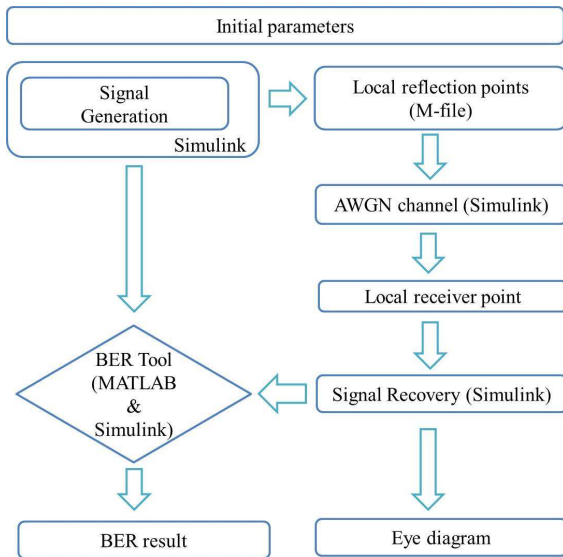 Initial parameters
Signal
Generation
Simulink
Local reflection points
(M-file)
AWGN channel (Simulink)
Local receiver point
BER Tool
(MATLAB
&
Simulink)
Signal Recovery (Simulink)
BER result
Eye diagram